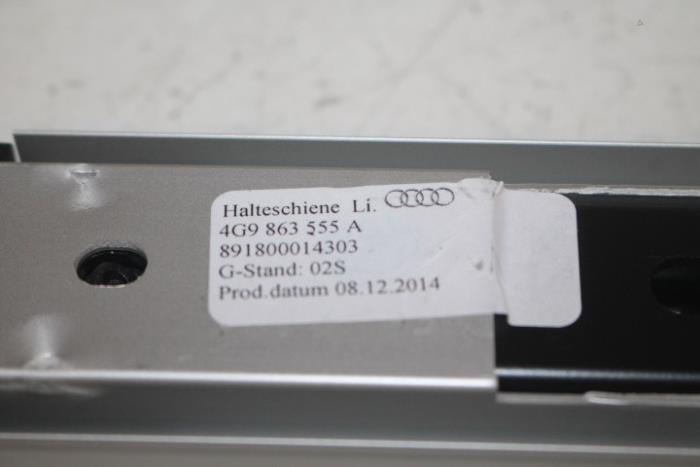 Halteschiene Li.
4G9 863 555 A
891800014303
G-Stand: 02S
Prod.datum 08.12.2014